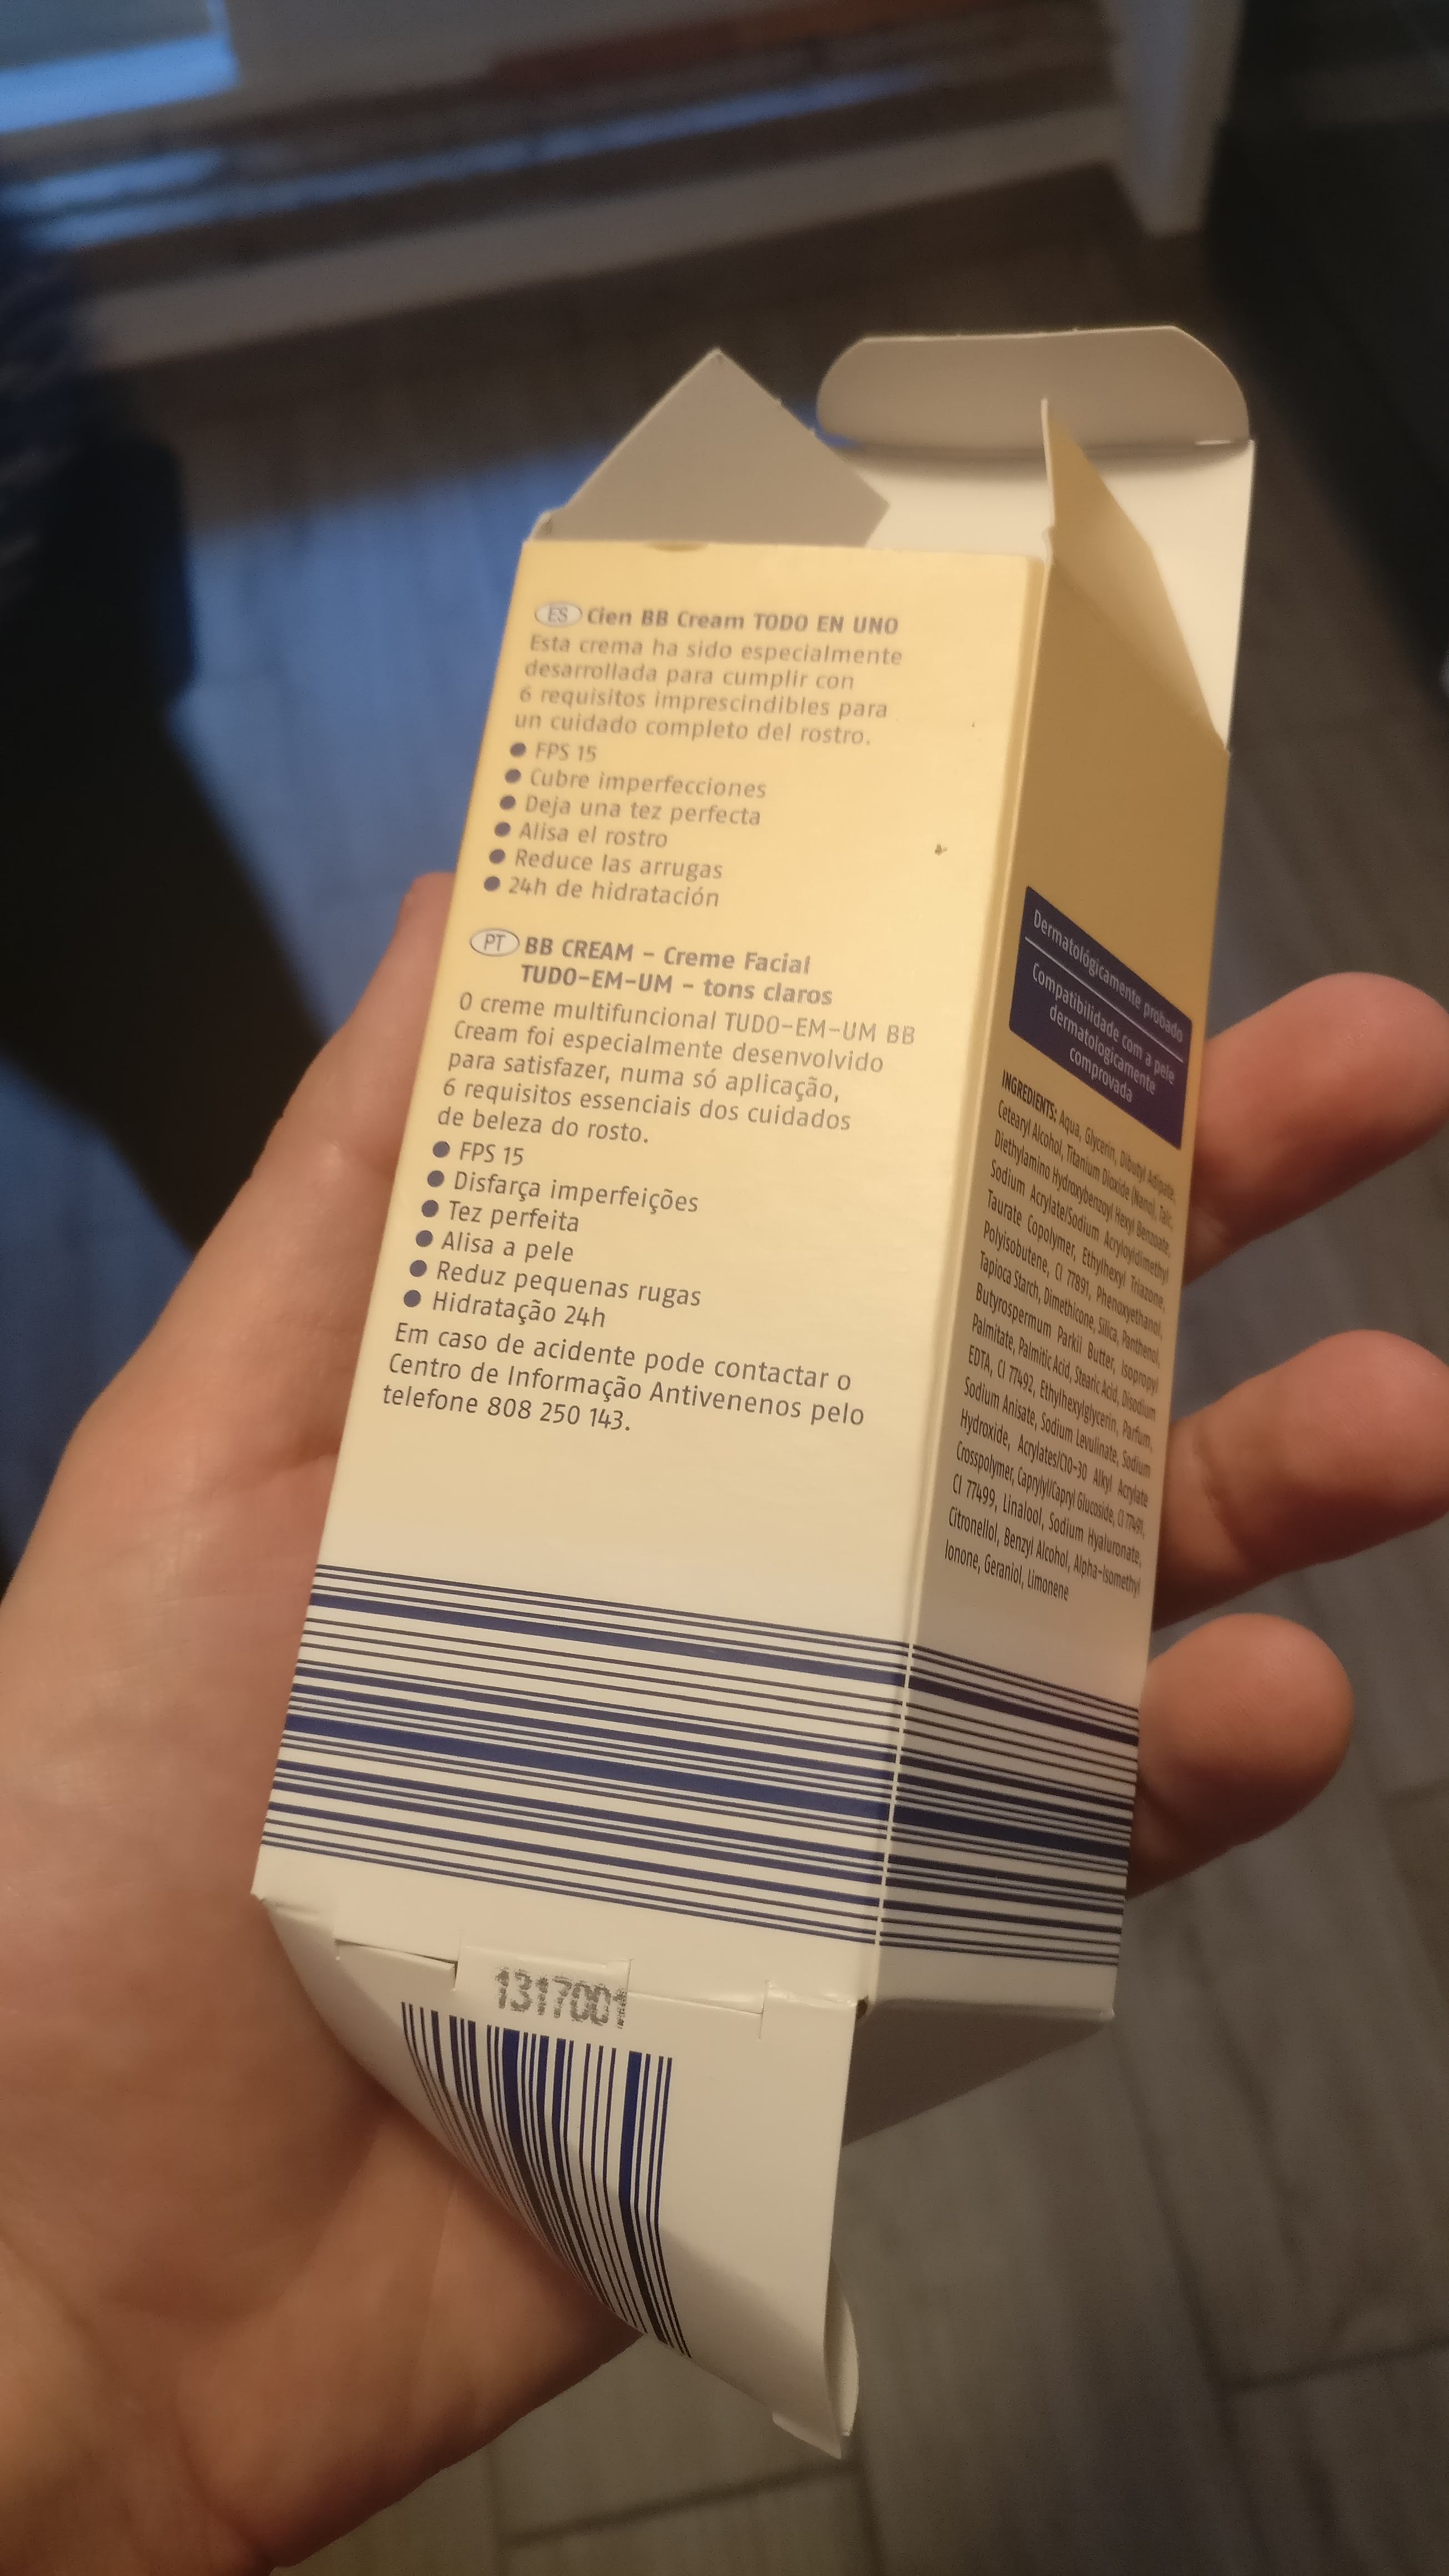 ES Cien BB Cream TODO EN UNO
Esta crema ha sido especialmente
desarrollada para cumplir con
6 requisitos imprescindibles para
un cuidado completo del rostro.
● FPS 15
● Cubre imperfecciones
● Deja una tez perfecta
● Alisa el rostro
● Reduce las arrugas
● 24h de hidratación
PT BB CREAM – Creme Facial
TUDO-EM-UM – tons claros
O creme multifuncional TUDO-EM-UM BB
Cream foi especialmente desenvolvido
para satisfazer, numa só aplicação,
6 requisitos essenciais dos cuidados
de beleza do rosto.
● FPS 15
● Disfarça imperfeições
● Tez perfeita
● Alisa a pele
● Reduz pequenas rugas
● Hidratação 24h
Em caso de acidente pode contactar o
Centro de Informação Antivenenos pelo
telefone 808 250 143.
Dermatológicamente probado
Compatibilidade com a pele
dermatologicamente
comprovada
INGREDIENTS: Aqua, Glycerin, Dibutyl Adipate,
Cetearyl Alcohol, Titanium Dioxide (Nano), Talc,
Diethylamino Hydroxybenzoyl Hexyl Benzoate,
Sodium Acrylate/Sodium Acryloyldimethyl
Taurate Copolymer, Ethylhexyl Triazone,
Polyisobutene, CI 77891, Phenoxyethanol,
Tapioca Starch, Dimethicone, Silica, Panthenol,
Butyrospermum Parkii Butter, Isopropyl
Palmitate, Palmitic Acid, Stearic Acid, Disodium
EDTA, CI 77492, Ethylhexylglycerin, Parfum,
Sodium Anisate, Sodium Levulinate, Sodium
Hydroxide, Acrylates/C10-30 Alkyl Acrylate
Crosspolymer, Caprylyl/Capryl Glucoside, CI 77491,
CI 77499, Linalool, Sodium Hyaluronate,
Citronellol, Benzyl Alcohol, Alpha-Isomethyl
Ionone, Geraniol, Limonene
1317001